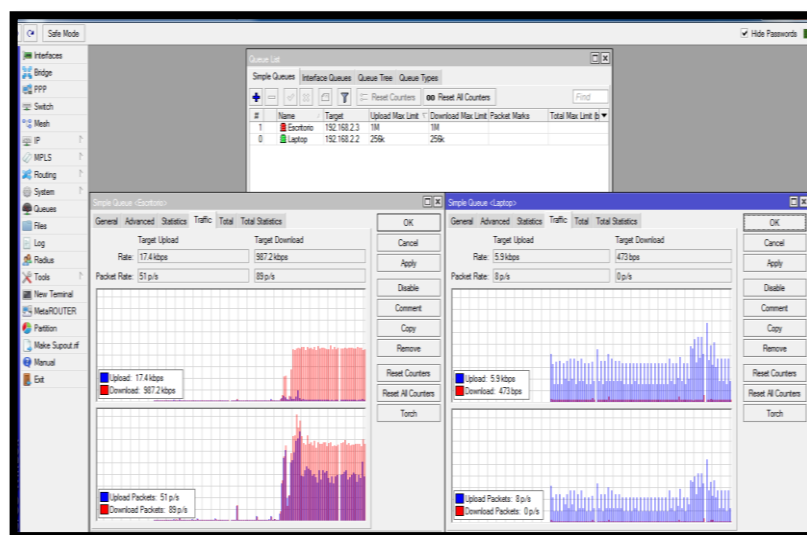 Safe Mode
Hide Passwords
Interfaces
Bridge
PPP
Switch
Mesh
IP
MPLS
Routing
System
Queues
Files
Log
Radius
Tools
New Terminal
MetaROUTER
Partition
Make Supout.rif
Manual
Exit
Queue List
Simple Queues Interface Queues Queue Tree Queue Types
Reset Counters 00 Reset All Counters Find
# Name Target Upload Max Limit Download Max Limit Packet Marks Total Max Limit (b
1 Escritorio 192.168.2.3 1M 1M
0 Laptop 192.168.2.2 256k 256k
Simple Queue <Escritorio>
General Advanced Statistics Traffic Total Total Statistics
Target Upload Target Download
Rate: 17.4 kbps 987.2 kbps
Packet Rate: 51 p/s 89 p/s
Upload: 17.4 kbps
Download: 987.2 kbps
Upload Packets: 51 p/s
Download Packets: 89 p/s
OK
Cancel
Apply
Disable
Comment
Copy
Remove
Reset Counters
Reset All Counters
Torch
Simple Queue <Laptop>
General Advanced Statistics Traffic Total Total Statistics
Target Upload Target Download
Rate: 5.9 kbps 473 bps
Packet Rate: 8 p/s 0 p/s
Upload: 5.9 kbps
Download: 473 bps
Upload Packets: 8 p/s
Download Packets: 0 p/s
OK
Cancel
Apply
Disable
Comment
Copy
Remove
Reset Counters
Reset All Counters
Torch